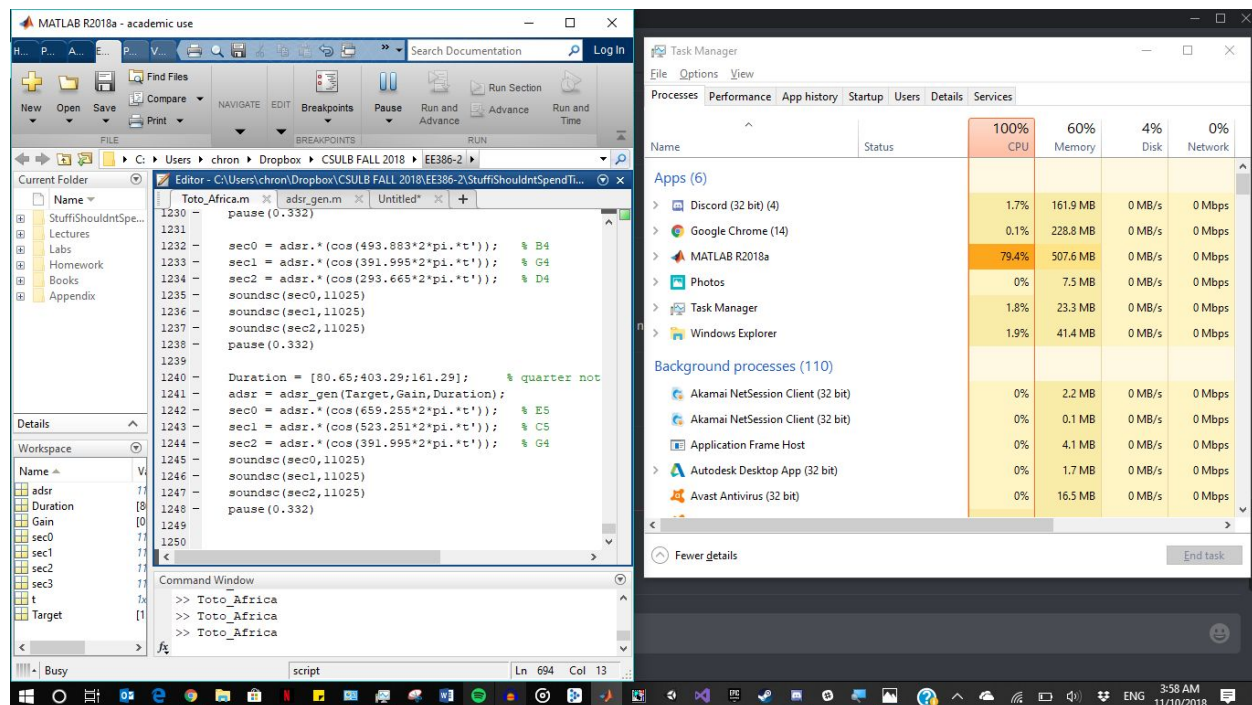 MATLAB R2018a - academic use
H... P... A... E... P... V... Search Documentation Log In
New Open Save Find Files Compare Print NAVIGATE EDIT Breakpoints Pause Run and Advance Run Section Advance Run and Time
FILE BREAKPOINTS RUN
C: Users chron Dropbox CSULB FALL 2018 EE386-2
Current Folder
Name
StuffiShouldntSpe...
Lectures
Labs
Homework
Books
Appendix
Details
Workspace
Name
adsr 11
Duration [8
Gain [0
sec0 11
sec1 11
sec2 11
sec3 11
t 1x
Target [1
Editor - C:\Users\chron\Dropbox\CSULB FALL 2018\EE386-2\StuffiShouldntSpendTi...
Toto_Africa.m adsr_gen.m Untitled* +
1230 - pause(0.332)
1231
1232 - sec0 = adsr.*(cos(493.883*2*pi.*t')); % B4
1233 - sec1 = adsr.*(cos(391.995*2*pi.*t')); % G4
1234 - sec2 = adsr.*(cos(293.665*2*pi.*t')); % D4
1235 - soundsc(sec0,11025)
1236 - soundsc(sec1,11025)
1237 - soundsc(sec2,11025)
1238 - pause(0.332)
1239
1240 - Duration = [80.65;403.29;161.29]; % quarter not
1241 - adsr = adsr_gen(Target,Gain,Duration);
1242 - sec0 = adsr.*(cos(659.255*2*pi.*t')); % E5
1243 - sec1 = adsr.*(cos(523.251*2*pi.*t')); % C5
1244 - sec2 = adsr.*(cos(391.995*2*pi.*t')); % G4
1245 - soundsc(sec0,11025)
1246 - soundsc(sec1,11025)
1247 - soundsc(sec2,11025)
1248 - pause(0.332)
1249
1250
Command Window
>> Toto_Africa
>> Toto_Africa
>> Toto_Africa
fx
Busy script Ln 694 Col 13
Task Manager
File Options View
Processes Performance App history Startup Users Details Services
100% 60% 4% 0%
Name Status CPU Memory Disk Network
Apps (6)
Discord (32 bit) (4) 1.7% 161.9 MB 0 MB/s 0 Mbps
Google Chrome (14) 0.1% 228.8 MB 0 MB/s 0 Mbps
MATLAB R2018a 79.4% 507.6 MB 0 MB/s 0 Mbps
Photos 0% 7.5 MB 0 MB/s 0 Mbps
Task Manager 1.8% 23.3 MB 0 MB/s 0 Mbps
Windows Explorer 1.9% 41.4 MB 0 MB/s 0 Mbps
Background processes (110)
Akamai NetSession Client (32 bit) 0% 2.2 MB 0 MB/s 0 Mbps
Akamai NetSession Client (32 bit) 0% 0.1 MB 0 MB/s 0 Mbps
Application Frame Host 0% 4.1 MB 0 MB/s 0 Mbps
Autodesk Desktop App (32 bit) 0% 1.7 MB 0 MB/s 0 Mbps
Avast Antivirus (32 bit) 0% 16.5 MB 0 MB/s 0 Mbps
Fewer details End task
ENG 3:58 AM
11/10/2018